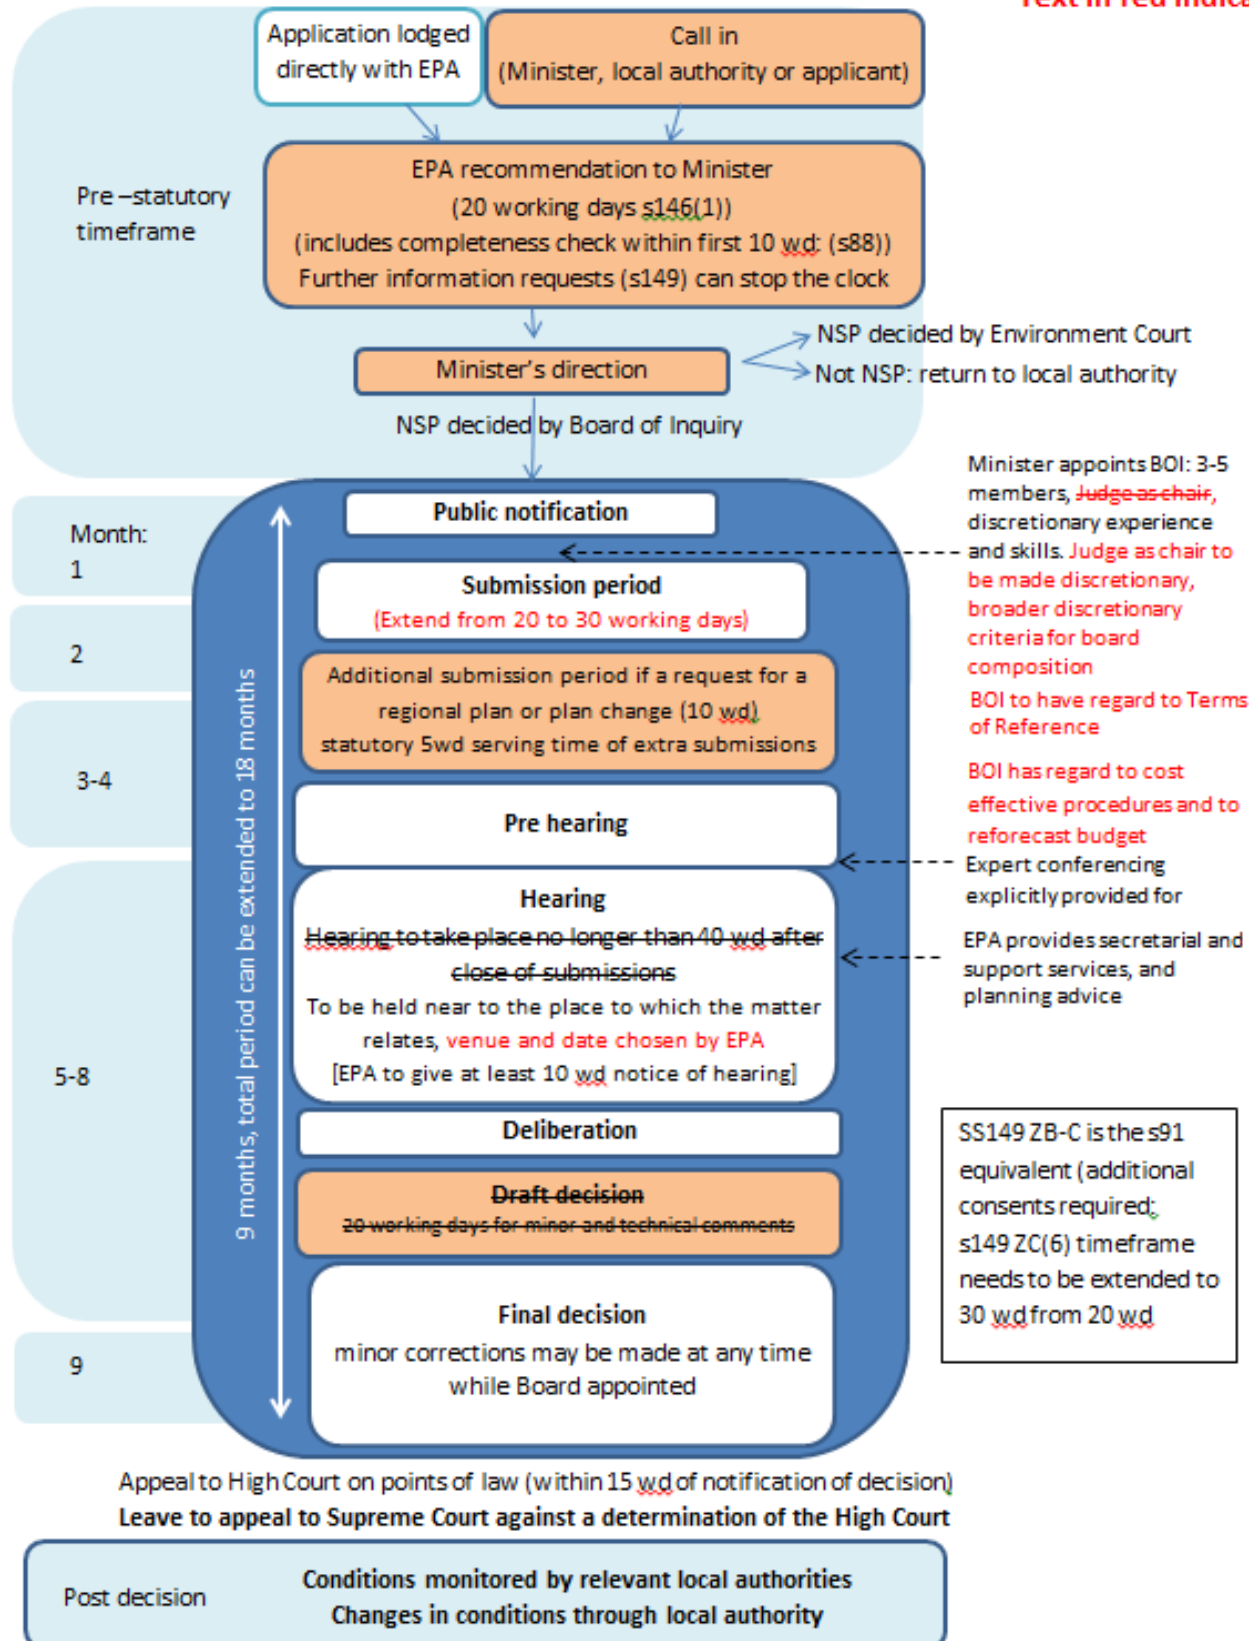 Text in red indica
Application lodged
directly with EPA
Call in
(Minister, local authority or applicant)
Pre –statutory
timeframe
EPA recommendation to Minister
(20 working days s146(1))
(includes completeness check within first 10 wd: (s88))
Further information requests (s149) can stop the clock
Minister's direction
NSP decided by Environment Court
Not NSP: return to local authority
NSP decided by Board of Inquiry
Month:
1
2
3-4
5-8
9
9 months, total period can be extended to 18 months
Public notification
Submission period
(Extend from 20 to 30 working days)
Additional submission period if a request for a
regional plan or plan change (10 wd)
statutory 5wd serving time of extra submissions
Pre hearing
Hearing
Hearing to take place no longer than 40 wd after
close of submissions
To be held near to the place to which the matter
relates, venue and date chosen by EPA
[EPA to give at least 10 wd notice of hearing]
Deliberation
Draft decision
20 working days for minor and technical comments
Final decision
minor corrections may be made at any time
while Board appointed
Minister appoints BOI: 3-5
members, Judge as chair,
discretionary experience
and skills. Judge as chair to
be made discretionary,
broader discretionary
criteria for board
composition
BOI to have regard to Terms
of Reference
BOI has regard to cost
effective procedures and to
reforecast budget
Expert conferencing
explicitly provided for
EPA provides secretarial and
support services, and
planning advice
SS149 ZB-C is the s91
equivalent (additional
consents required;
s149 ZC(6) timeframe
needs to be extended to
30 wd from 20 wd
Appeal to High Court on points of law (within 15 wd of notification of decision)
Leave to appeal to Supreme Court against a determination of the High Court
Post decision
Conditions monitored by relevant local authorities
Changes in conditions through local authority